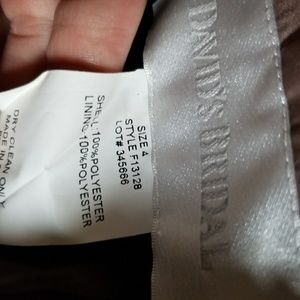 DAVID'S BRIDAL
SIZE 4
STYLE F13128
LOT# 345666
SHELL:100%POLYESTER
LINING:100%POLYESTER
DRY CLEAN ONLY
MADE IN